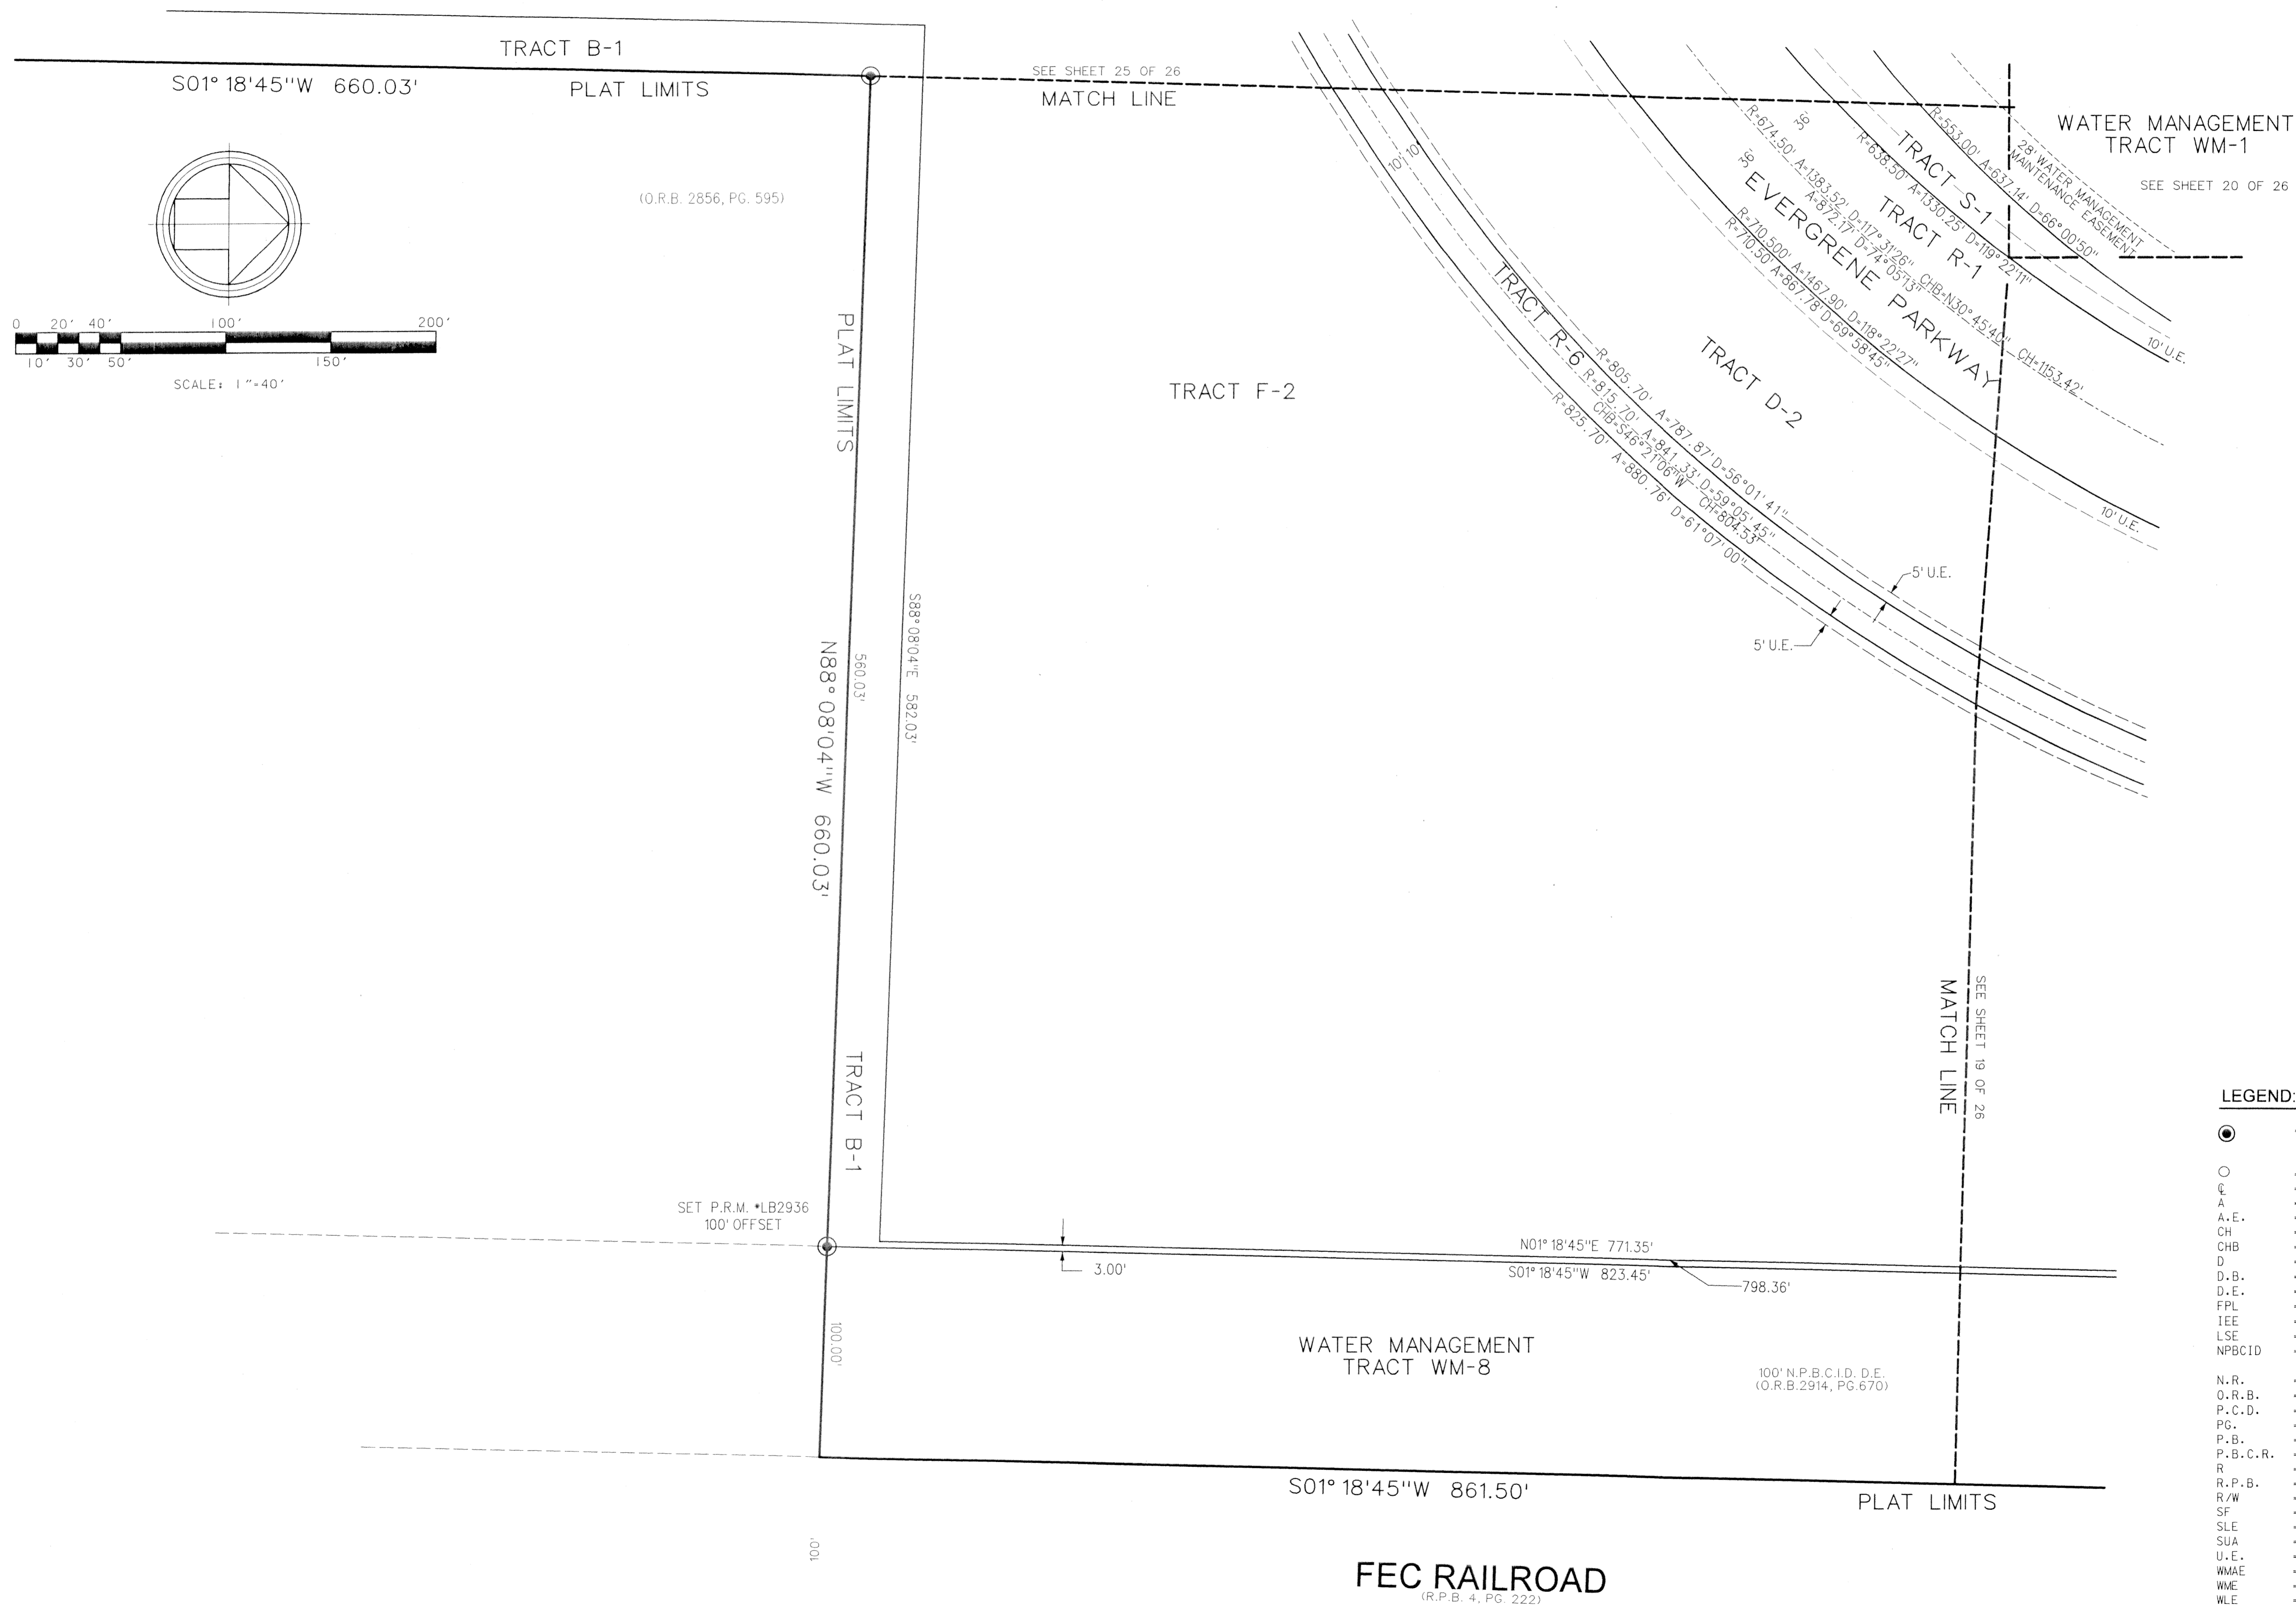 TRACT B-1
S01°18'45"W 660.03'
PLAT LIMITS
SEE SHEET 25 OF 26
MATCH LINE
(O.R.B. 2856, PG. 595)
0 20' 40' 100' 200'
10' 30' 50' 150'
SCALE: 1"=40'
PLAT LIMITS
560.03'
N88°08'04"W 660.03'
S88°08'04"E 582.03'
TRACT B-1
TRACT F-2
10' 10'
TRACT R-6
R=805.70' A=787.87' D=56°01'41"
R=815.70' A=841.33' D=59°05'45"
CHB=S46°21'06"W CH=804.53'
R=825.70' A=880.76' D=61°07'00"
5' U.E.
5' U.E.
TRACT D-2
R=710.500' A=1467.90' D=118°22'27"
R=710.50' A=867.78' D=69°58'45"
EVERGRENE PARKWAY
36'
36'
R=674.50' A=1383.52' D=117°31'26" CHB=N30°45'40" CH=1153.42'
A=872.17' D=74°05'13"
TRACT R-1
R=638.50' A=1330.25' D=119°22'11"
TRACT S-1
R=553.00' A=637.14' D=66°00'50"
28' WATER MANAGEMENT
MAINTENANCE EASEMENT
10' U.E.
10' U.E.
WATER MANAGEMENT
TRACT WM-1
SEE SHEET 20 OF 26
SEE SHEET 19 OF 26
MATCH LINE
SET P.R.M. *LB2936
100' OFFSET
3.00'
N01°18'45"E 771.35'
S01°18'45"W 823.45'
798.36'
100.00'
WATER MANAGEMENT
TRACT WM-8
100' N.P.B.C.I.D. D.E.
(O.R.B.2914, PG.670)
S01°18'45"W 861.50'
PLAT LIMITS
100'
FEC RAILROAD
(R.P.B. 4, PG. 222)
LEGEND:
℄
A
A.E.
CH
CHB
D
D.B.
D.E.
FPL
IEE
LSE
NPBCID
N.R.
O.R.B.
P.C.D.
PG.
P.B.
P.B.C.R.
R
R.P.B.
R/W
SF
SLE
SUA
U.E.
WMAE
WME
WLE